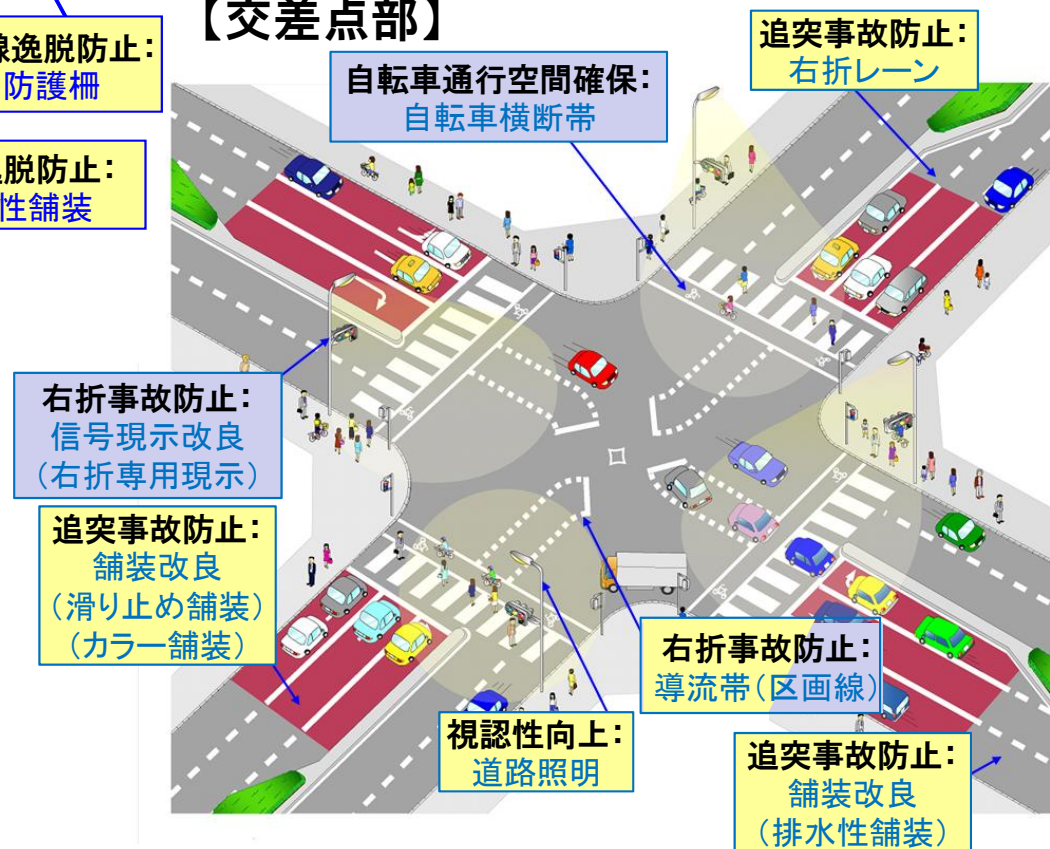 【交差点部】
線逸脱防止：
防護柵
脱防止：
性舗装
自転車通行空間確保：
自転車横断帯
追突事故防止：
右折レーン
右折事故防止：
信号現示改良
（右折専用現示）
追突事故防止：
舗装改良
（滑り止め舗装）
（カラー舗装）
右折事故防止：
導流帯（区画線）
視認性向上：
道路照明
追突事故防止：
舗装改良
（排水性舗装）